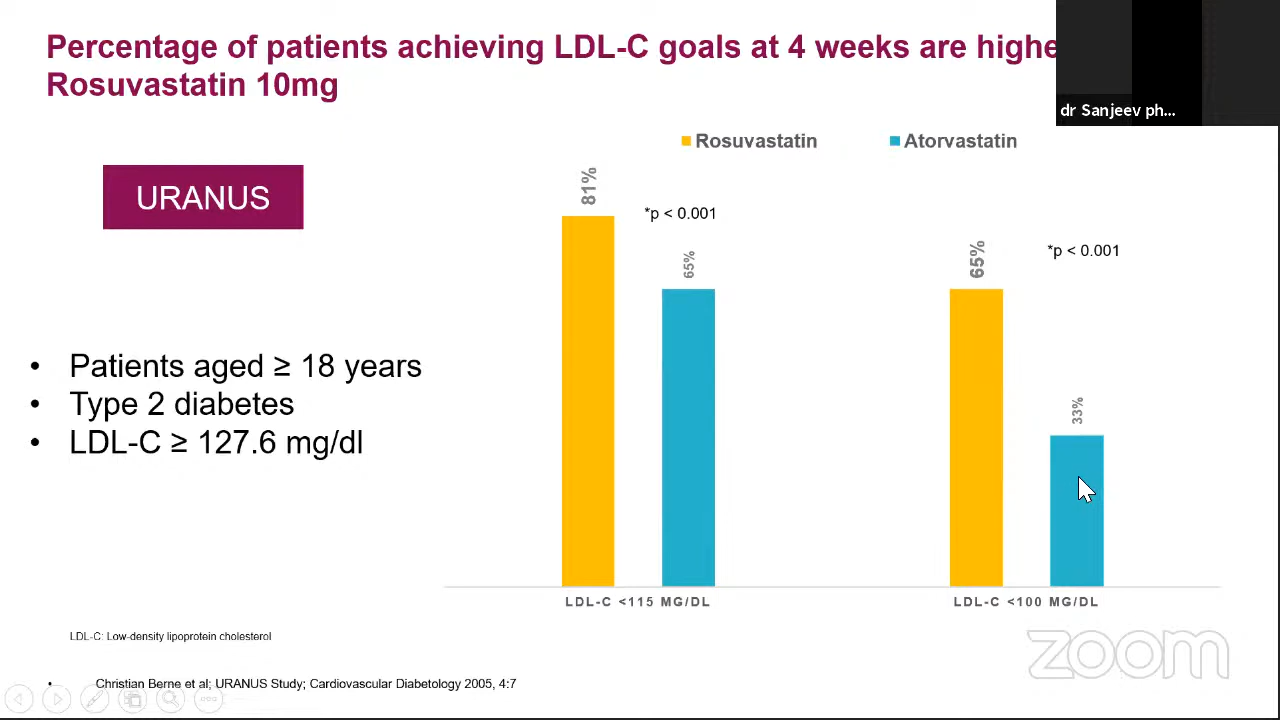 Percentage of patients achieving LDL-C goals at 4 weeks are highe
Rosuvastatin 10mg
dr Sanjeev ph...
Rosuvastatin
Atorvastatin
URANUS
81%
*p < 0.001
65%
65%
*p < 0.001
33%
• Patients aged ≥ 18 years
• Type 2 diabetes
• LDL-C ≥ 127.6 mg/dl
LDL-C <115 MG/DL
LDL-C <100 MG/DL
LDL-C: Low-density lipoprotein cholesterol
zoom
• Christian Berne et al; URANUS Study; Cardiovascular Diabetology 2005, 4:7